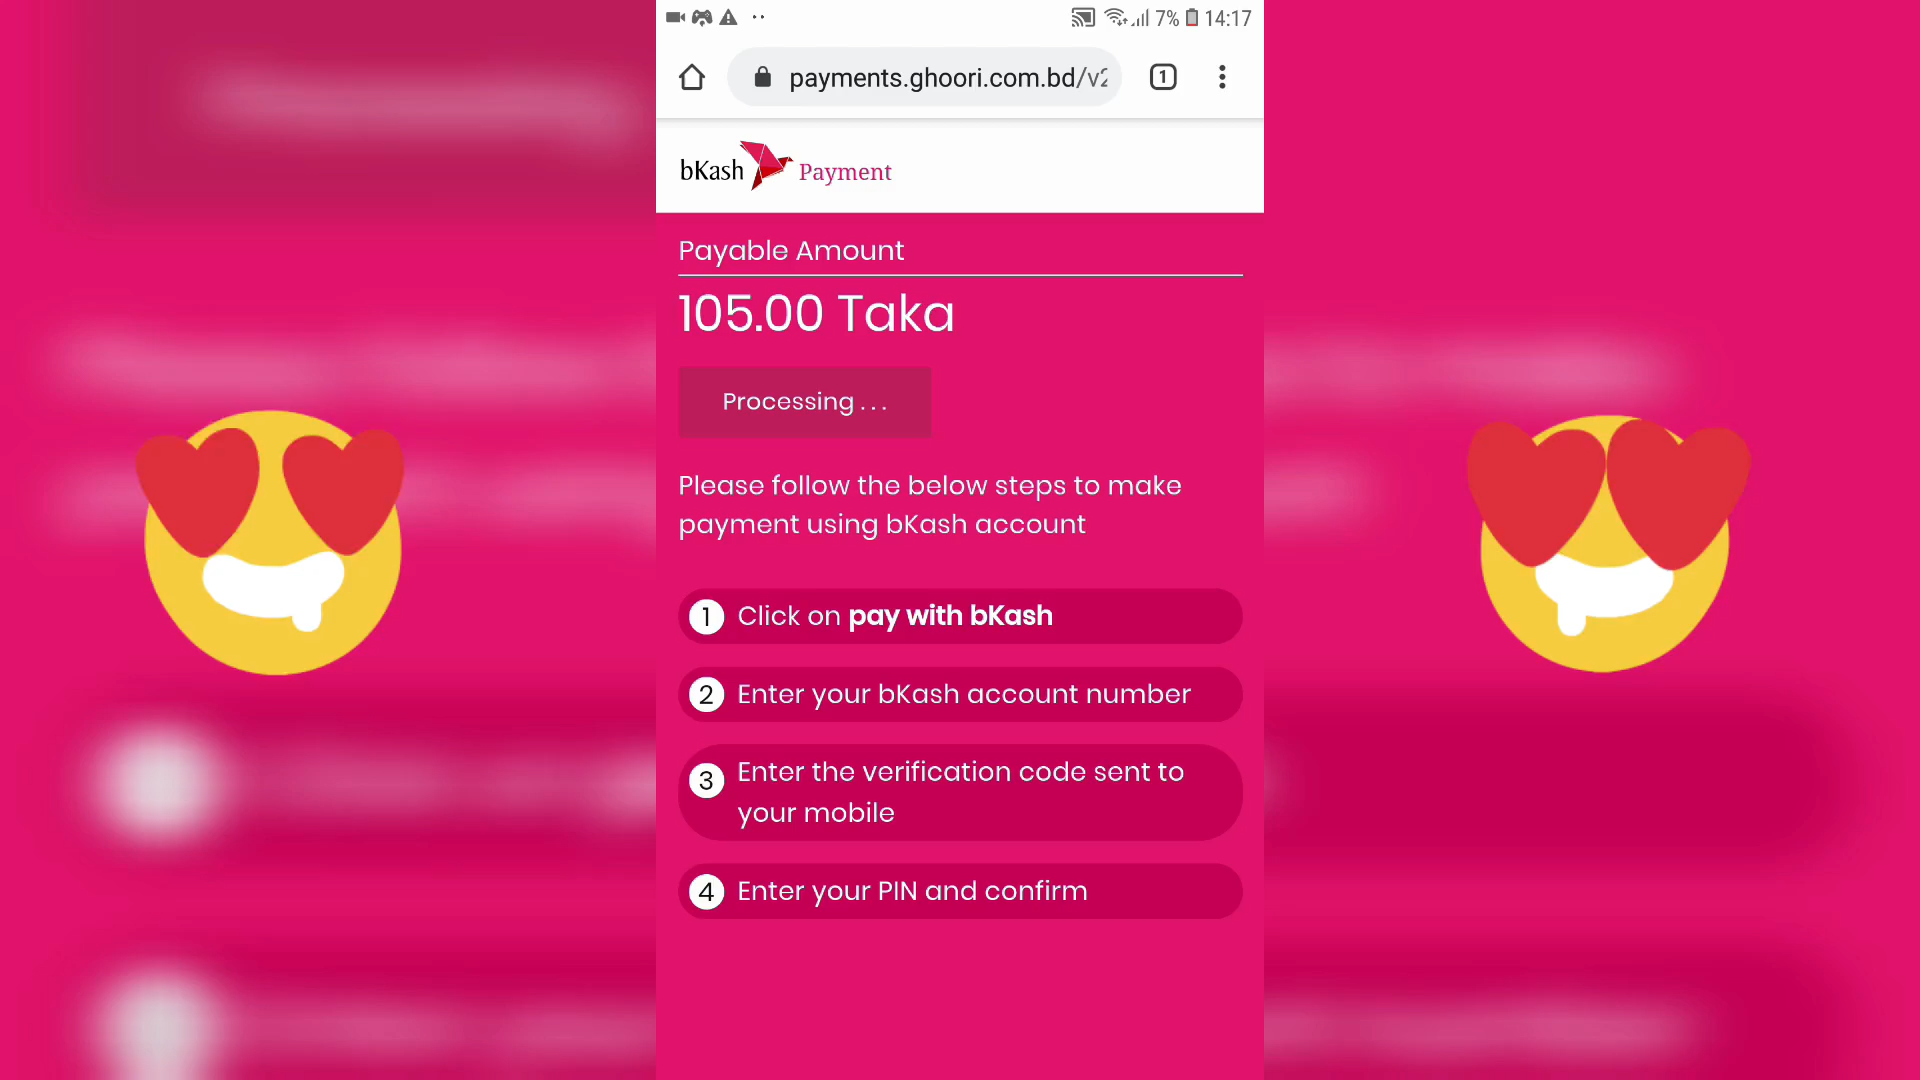 7% 14:17
payments.ghoori.com.bd/v2
1
bKash Payment
Payable Amount
105.00 Taka
Processing . . .
Please follow the below steps to make
payment using bKash account
1 Click on pay with bKash
2 Enter your bKash account number
3 Enter the verification code sent to
your mobile
4 Enter your PIN and confirm